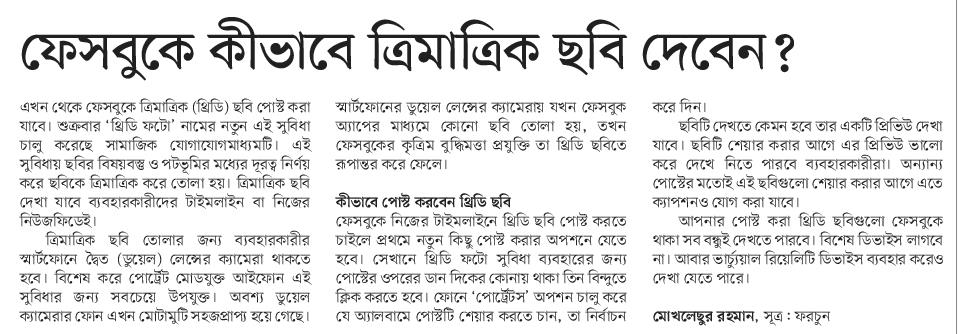 ফেসবুকে কীভাবে ত্রিমাত্রিক ছবি দেবেন?
এখন থেকে ফেসবুকে ত্রিমাত্রিক (থ্রিডি) ছবি পোস্ট করা
যাবে। শুক্রবার ‘থ্রিডি ফটো’ নামের নতুন এই সুবিধা
চালু করেছে সামাজিক যোগাযোগমাধ্যমটি। এই
সুবিধায় ছবির বিষয়বস্তু ও পটভূমির মধ্যের দূরত্ব নির্ণয়
করে ছবিকে ত্রিমাত্রিক করে তোলা হয়। ত্রিমাত্রিক ছবি
দেখা যাবে ব্যবহারকারীদের টাইমলাইন বা নিজের
নিউজফিডেই।
ত্রিমাত্রিক ছবি তোলার জন্য ব্যবহারকারীর
স্মার্টফোনে দ্বৈত (ডুয়েল) লেন্সের ক্যামেরা থাকতে
হবে। বিশেষ করে পোর্ট্রেট মোডযুক্ত আইফোন এই
সুবিধার জন্য সবচেয়ে উপযুক্ত। অবশ্য ডুয়েল
ক্যামেরার ফোন এখন মোটামুটি সহজপ্রাপ্য হয়ে গেছে।
স্মার্টফোনের ডুয়েল লেন্সের ক্যামেরায় যখন ফেসবুক
অ্যাপের মাধ্যমে কোনো ছবি তোলা হয়, তখন
ফেসবুকের কৃত্রিম বুদ্ধিমত্তা প্রযুক্তি তা থ্রিডি ছবিতে
রূপান্তর করে ফেলে।
কীভাবে পোস্ট করবেন থ্রিডি ছবি
ফেসবুকে নিজের টাইমলাইনে থ্রিডি ছবি পোস্ট করতে
চাইলে প্রথমে নতুন কিছু পোস্ট করার অপশনে যেতে
হবে। সেখানে থ্রিডি ফটো সুবিধা ব্যবহারের জন্য
পোস্টের ওপরের ডান দিকের কোনায় থাকা তিন বিন্দুতে
ক্লিক করতে হবে। ফোনে ‘পোর্ট্রেটস’ অপশন চালু করে
যে অ্যালবামে পোস্টটি শেয়ার করতে চান, তা নির্বাচন
করে দিন।
ছবিটি দেখতে কেমন হবে তার একটি প্রিভিউ দেখা
যাবে। ছবিটি শেয়ার করার আগে এর প্রিভিউ ভালো
করে দেখে নিতে পারবে ব্যবহারকারীরা। অন্যান্য
পোস্টের মতোই এই ছবিগুলো শেয়ার করার আগে এতে
ক্যাপশনও যোগ করা যাবে।
আপনার পোস্ট করা থ্রিডি ছবিগুলো ফেসবুকে
থাকা সব বন্ধুই দেখতে পারবে। বিশেষ ডিভাইস লাগবে
না। আবার ভার্চ্যুয়াল রিয়েলিটি ডিভাইস ব্যবহার করেও
দেখা যেতে পারে।
মোখলেছুর রহমান, সূত্র : ফরচুন